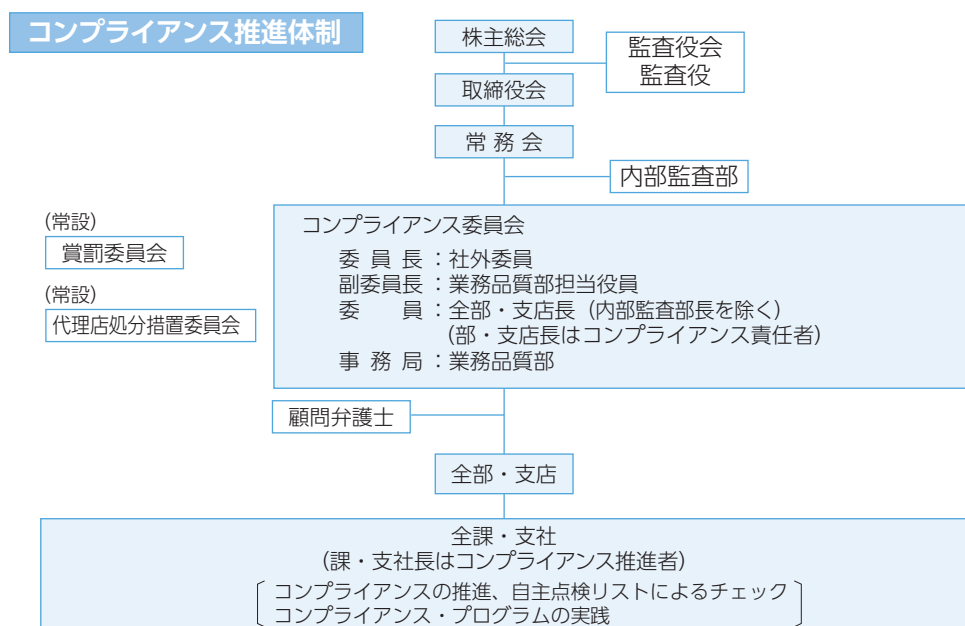 コンプライアンス推進体制
株主総会
監査役会
監査役
取締役会
常務会
内部監査部
(常設)
賞罰委員会
(常設)
代理店処分措置委員会
コンプライアンス委員会
委員長：社外委員
副委員長：業務品質部担当役員
委　　員：全部・支店長（内部監査部長を除く）
（部・支店長はコンプライアンス責任者）
事務局：業務品質部
顧問弁護士
全部・支店
全課・支社
（課・支社長はコンプライアンス推進者）
コンプライアンスの推進、自主点検リストによるチェック
コンプライアンス・プログラムの実践